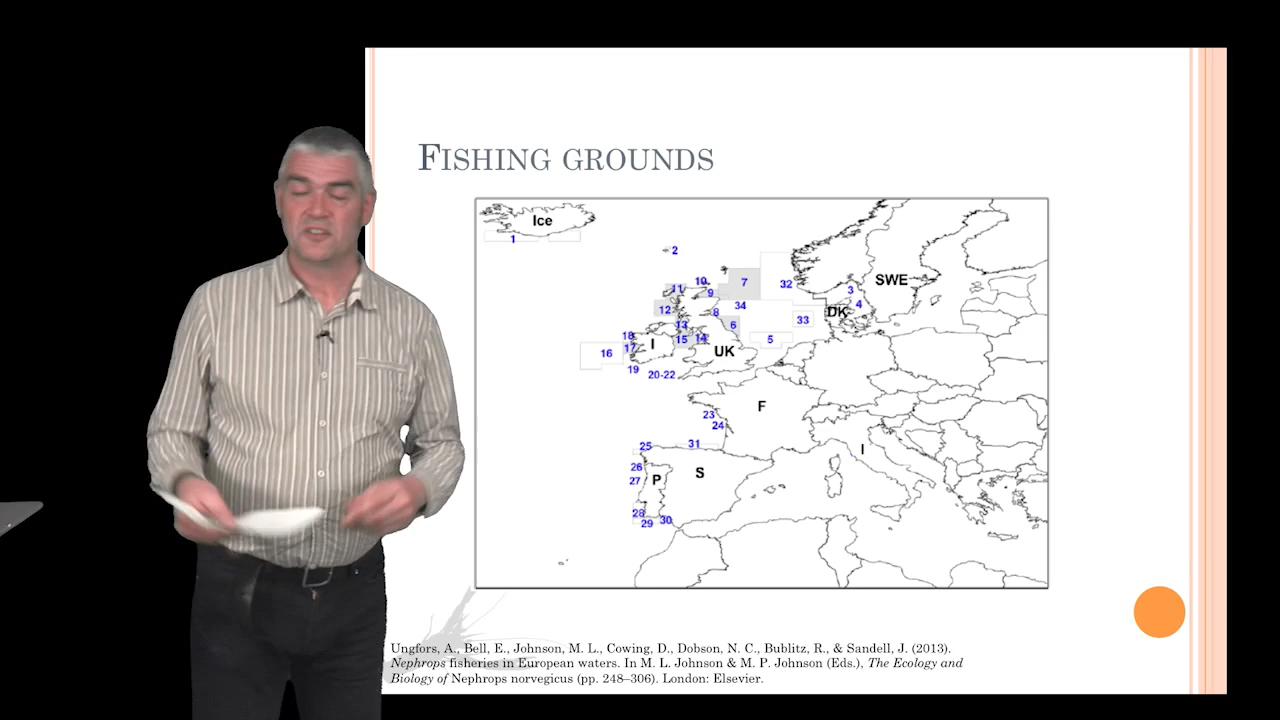 FISHING GROUNDS
Ice
1
2
SWE
7
32
3
10
11
9
4
34
12
8
DK
33
13
6
18
17
I
15
14
5
16
UK
19
20-22
F
23
24
25
31
I
26
S
27
P
28
29
30
Ungfors, A., Bell, E., Johnson, M. L., Cowing, D., Dobson, N. C., Bublitz, R., & Sandell, J. (2013).
Nephrops fisheries in European waters. In M. L. Johnson & M. P. Johnson (Eds.), The Ecology and
Biology of Nephrops norvegicus (pp. 248–306). London: Elsevier.